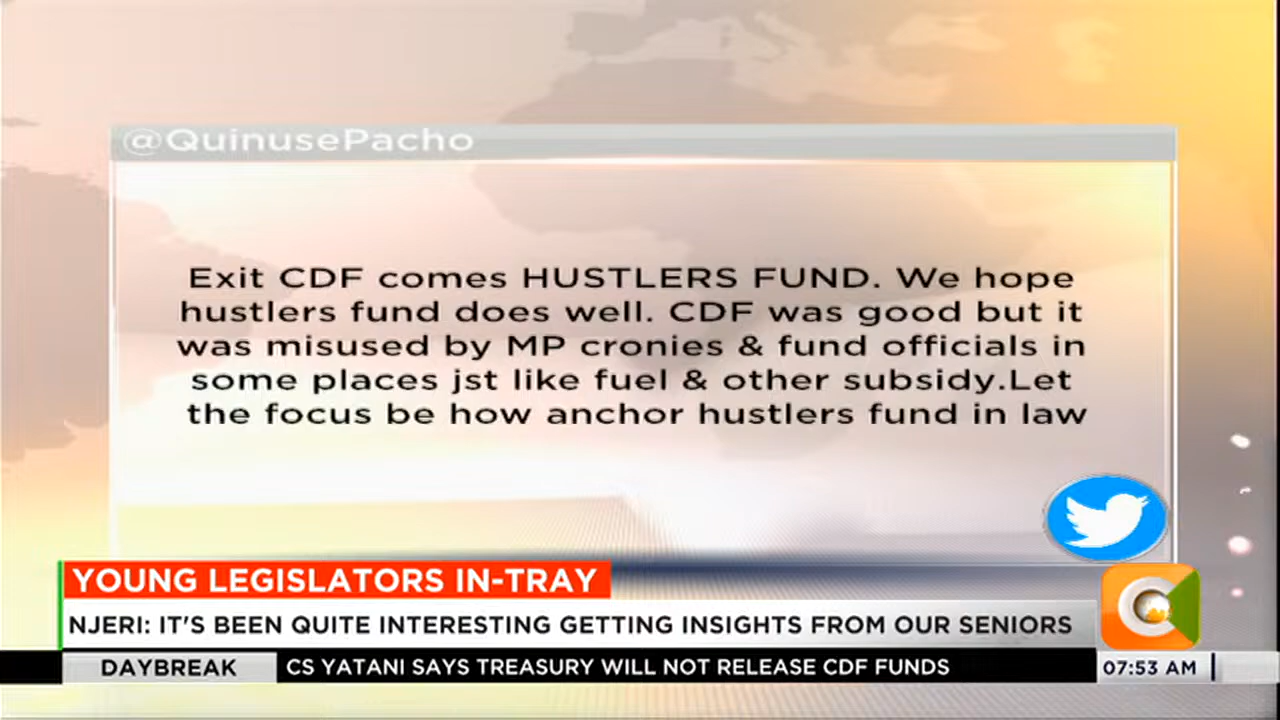 @QuinusePacho
Exit CDF comes HUSTLERS FUND. We hope
hustlers fund does well. CDF was good but it
was misused by MP cronies & fund officials in
some places jst like fuel & other subsidy.Let
the focus be how anchor hustlers fund in law
YOUNG LEGISLATORS IN-TRAY
NJERI: IT'S BEEN QUITE INTERESTING GETTING INSIGHTS FROM OUR SENIORS
DAYBREAK CS YATANI SAYS TREASURY WILL NOT RELEASE CDF FUNDS 07:53 AM